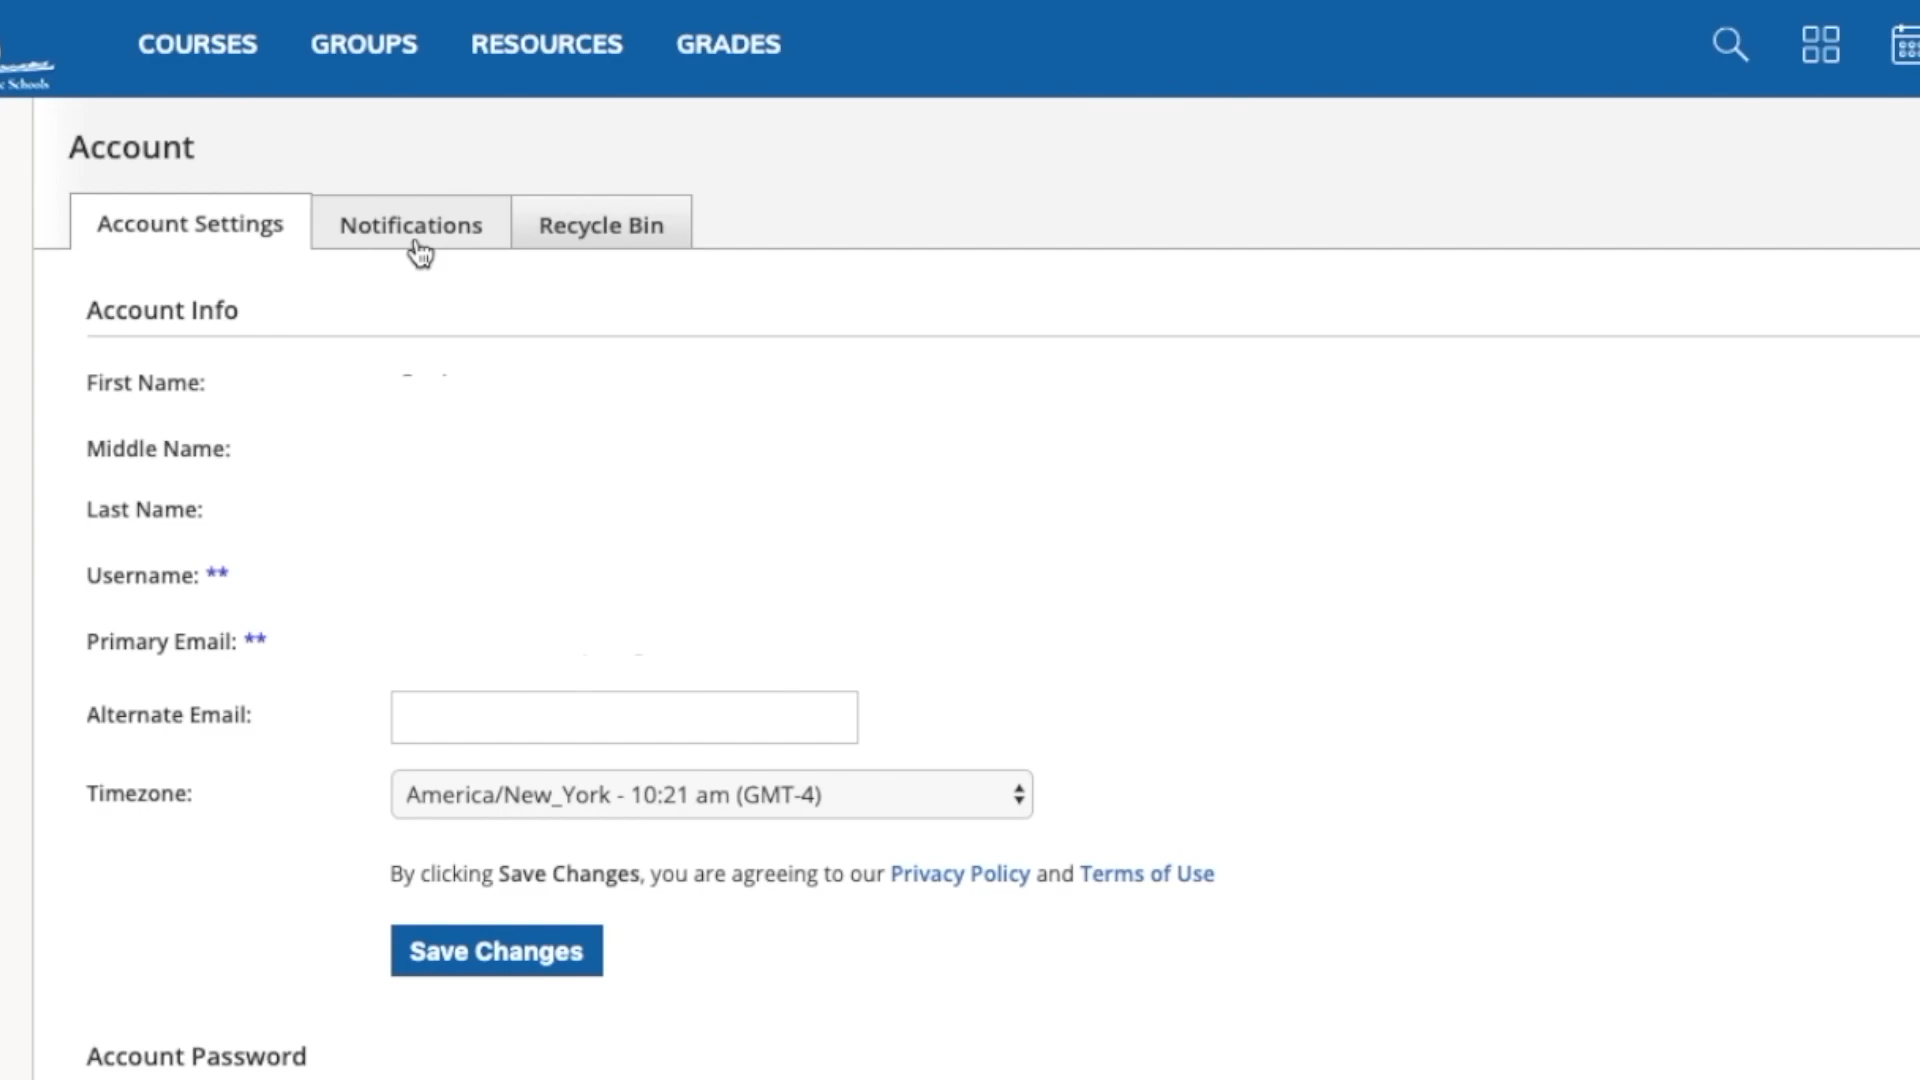 COURSES GROUPS RESOURCES GRADES
c Schools
Account
Account Settings Notifications Recycle Bin
Account Info
First Name:
Middle Name:
Last Name:
Username: **
Primary Email: **
Alternate Email:
Timezone: America/New_York - 10:21 am (GMT-4)
By clicking Save Changes, you are agreeing to our Privacy Policy and Terms of Use
Save Changes
Account Password